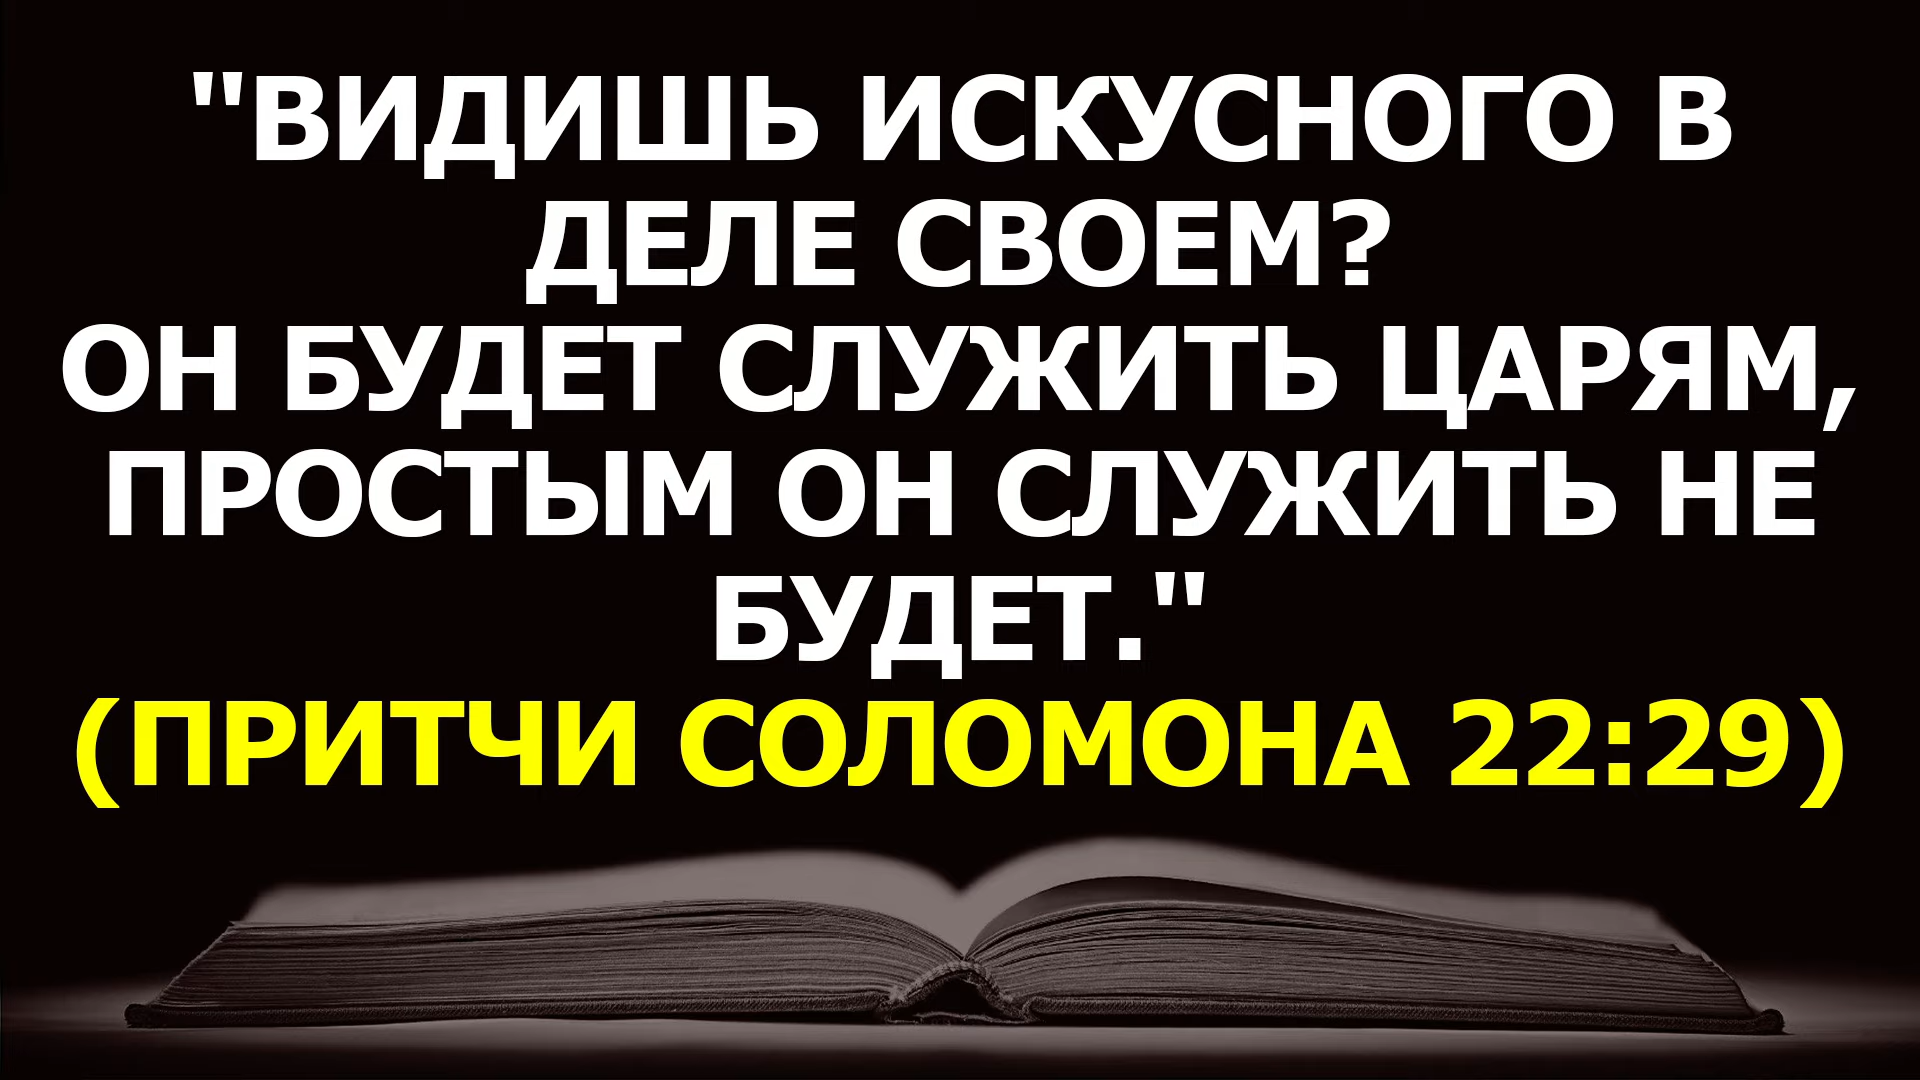 "ВИДИШЬ ИСКУСНОГО В
ДЕЛЕ СВОЕМ?
ОН БУДЕТ СЛУЖИТЬ ЦАРЯМ,
ПРОСТЫМ ОН СЛУЖИТЬ НЕ
БУДЕТ."
(ПРИТЧИ СОЛОМОНА 22:29)